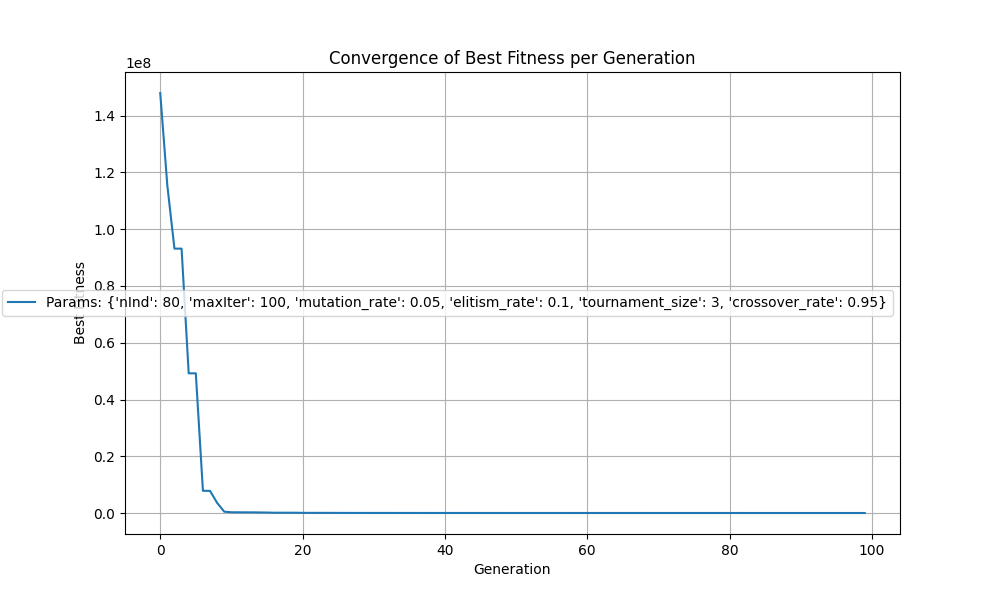 Convergence of Best Fitness per Generation
1e8
1.4
1.2
1.0
0.8
0.6
0.4
0.2
0.0
Best Fitness
Params: {'nInd': 80, 'maxIter': 100, 'mutation_rate': 0.05, 'elitism_rate': 0.1, 'tournament_size': 3, 'crossover_rate': 0.95}
0 20 40 60 80 100
Generation